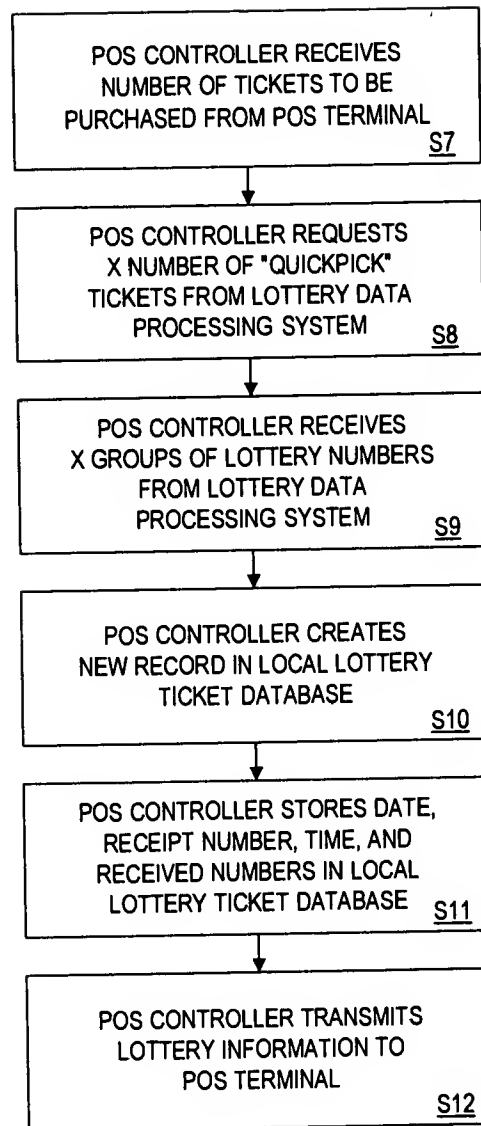 POS CONTROLLER RECEIVES
NUMBER OF TICKETS TO BE
PURCHASED FROM POS TERMINAL
S7
POS CONTROLLER REQUESTS
X NUMBER OF "QUICKPICK"
TICKETS FROM LOTTERY DATA
PROCESSING SYSTEM
S8
POS CONTROLLER RECEIVES
X GROUPS OF LOTTERY NUMBERS
FROM LOTTERY DATA
PROCESSING SYSTEM
S9
POS CONTROLLER CREATES
NEW RECORD IN LOCAL LOTTERY
TICKET DATABASE
S10
POS CONTROLLER STORES DATE,
RECEIPT NUMBER, TIME, AND
RECEIVED NUMBERS IN LOCAL
LOTTERY TICKET DATABASE
S11
POS CONTROLLER TRANSMITS
LOTTERY INFORMATION TO
POS TERMINAL
S12